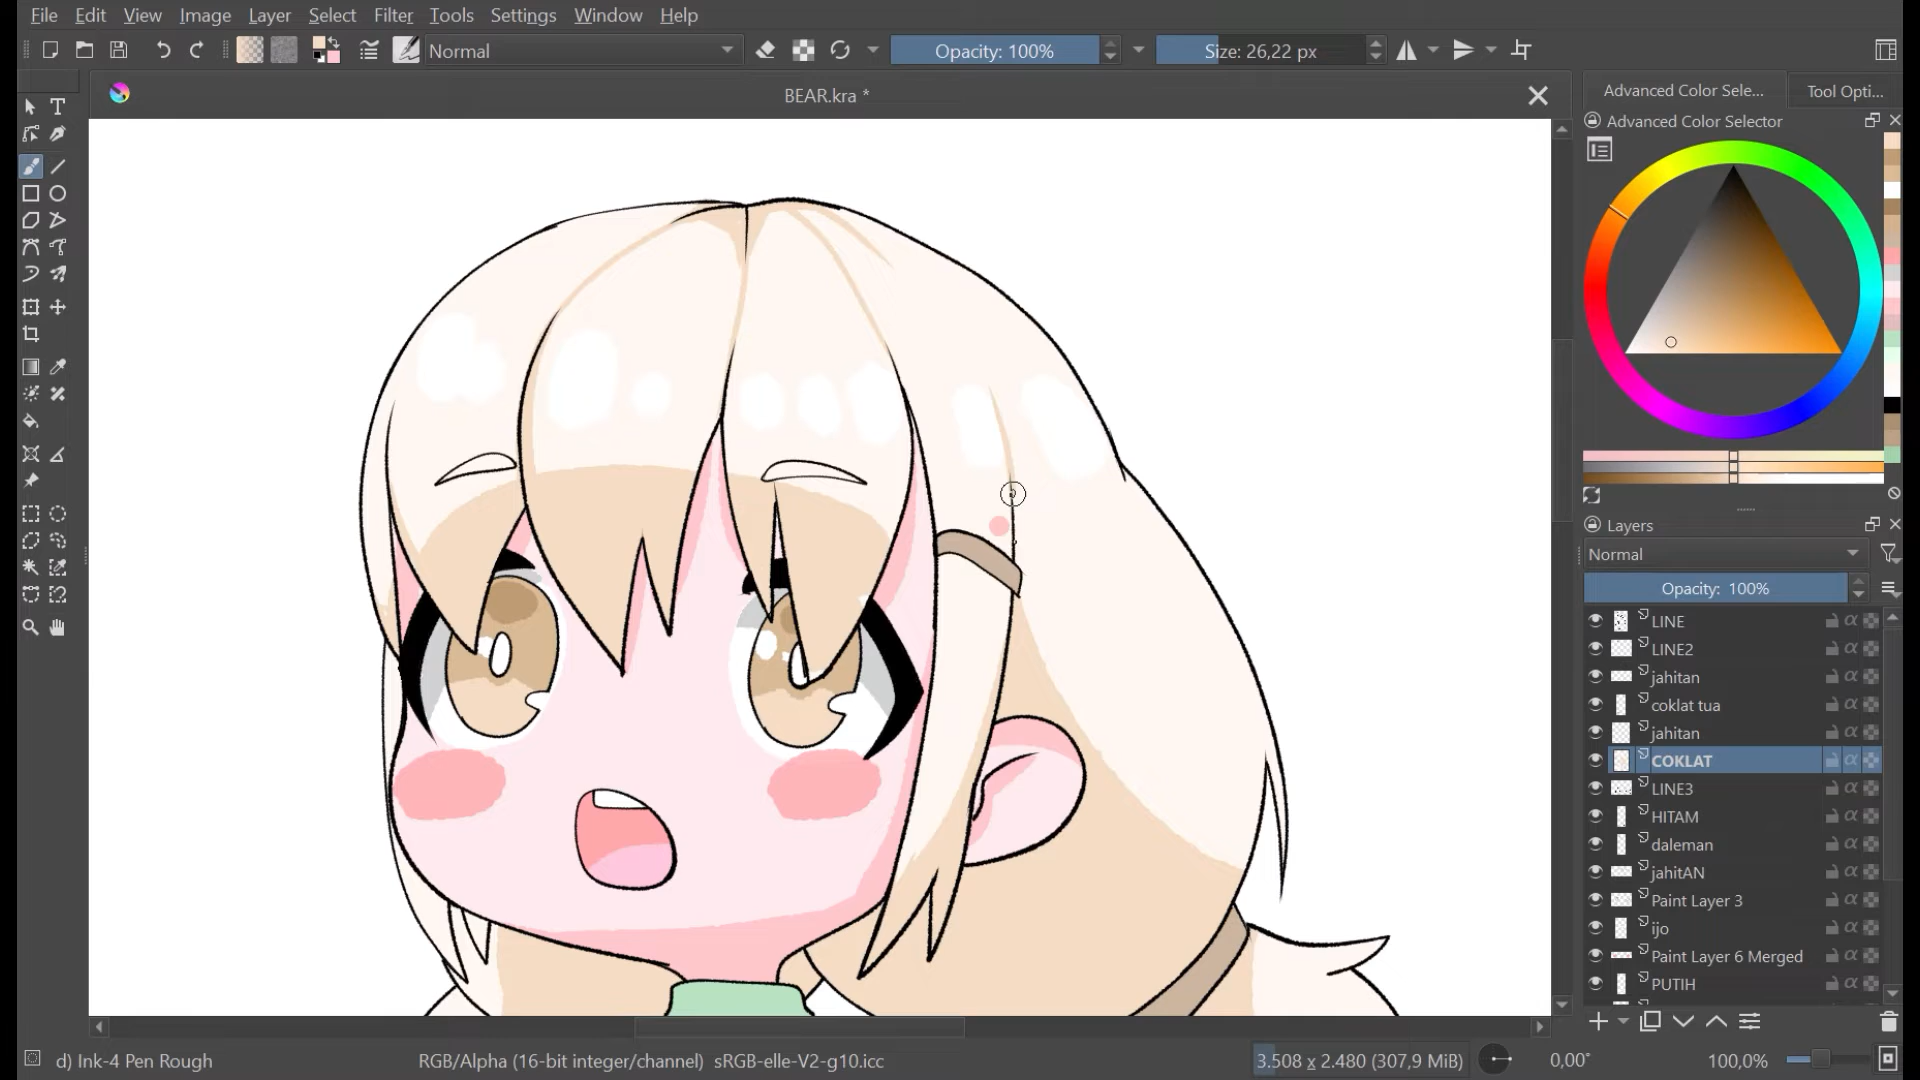 File Edit View Image Layer Select Filter Tools Settings Window Help
Normal Opacity: 100% Size: 26,22 px
BEAR.kra *
Advanced Color Sele... Tool Opti...
Advanced Color Selector
Layers
Normal
Opacity: 100%
LINE
LINE2
jahitan
coklat tua
jahitan
COKLAT
LINE3
HITAM
daleman
jahitAN
Paint Layer 3
ijo
Paint Layer 6 Merged
PUTIH
d) Ink-4 Pen Rough RGB/Alpha (16-bit integer/channel) sRGB-elle-V2-g10.icc 3.508 x 2.480 (307,9 MiB) 0,00° 100,0%